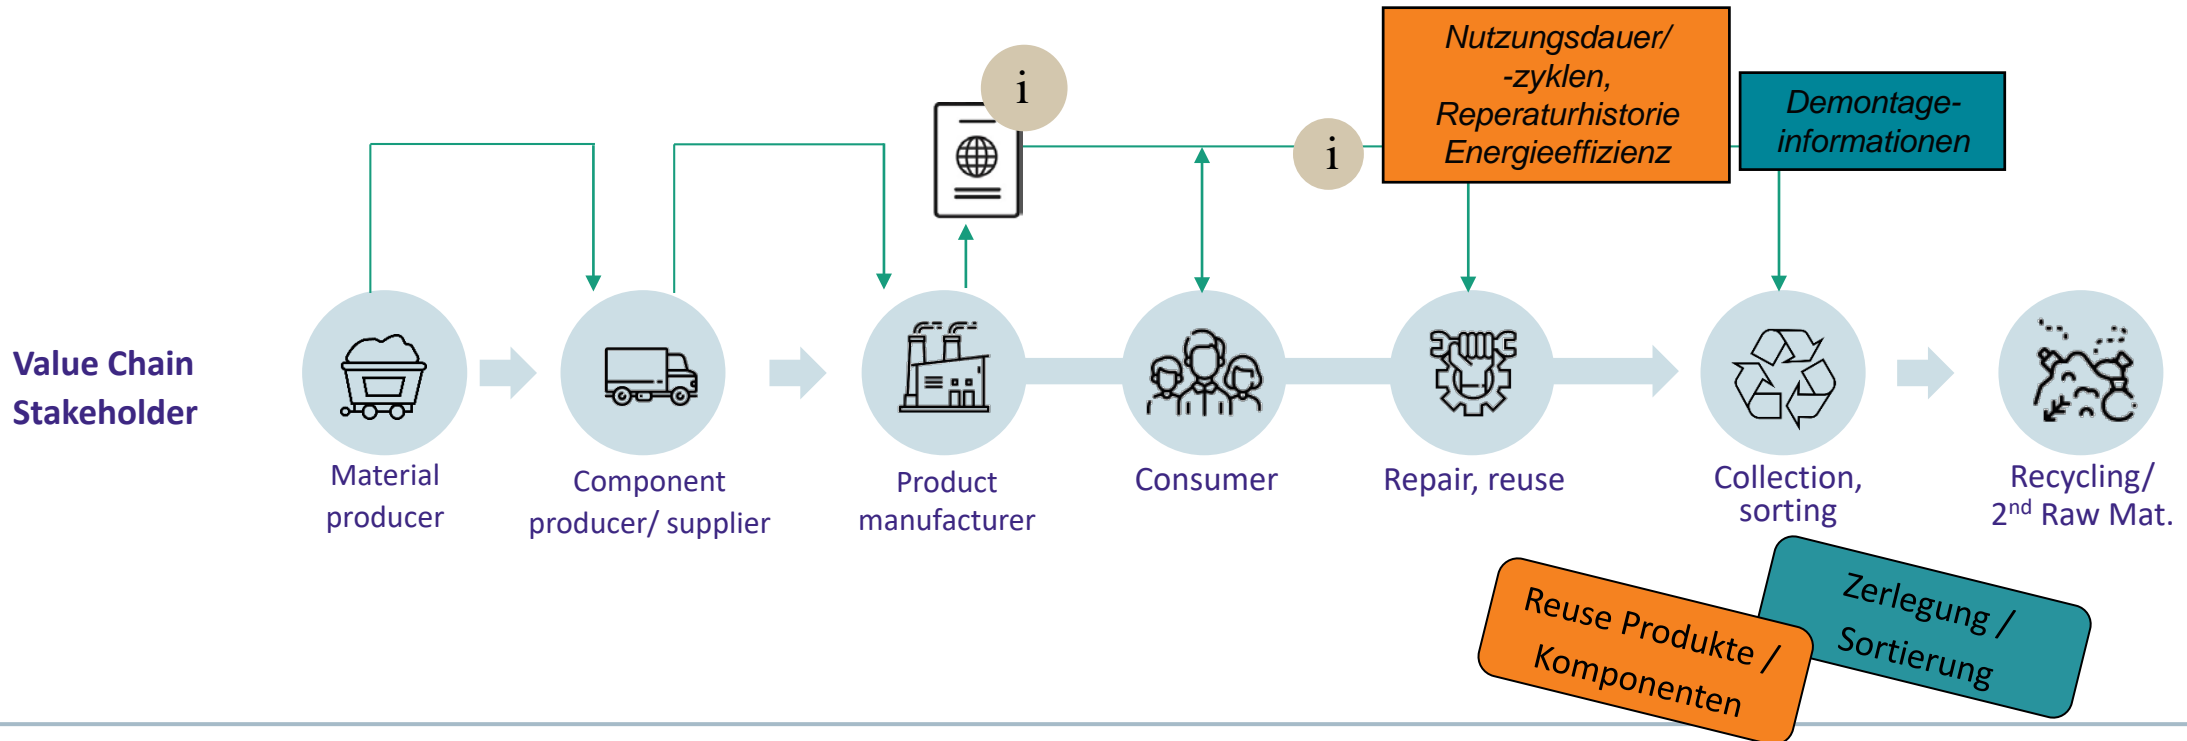 i
i
Nutzungsdauer/
-zyklen,
Reperaturhistorie
Energieeffizienz
Demontage-
informationen
Value Chain
Stakeholder
Material
producer
Component
producer/ supplier
Product
manufacturer
Consumer
Repair, reuse
Collection,
sorting
Recycling/
2nd Raw Mat.
Reuse Produkte /
Komponenten
Zerlegung /
Sortierung